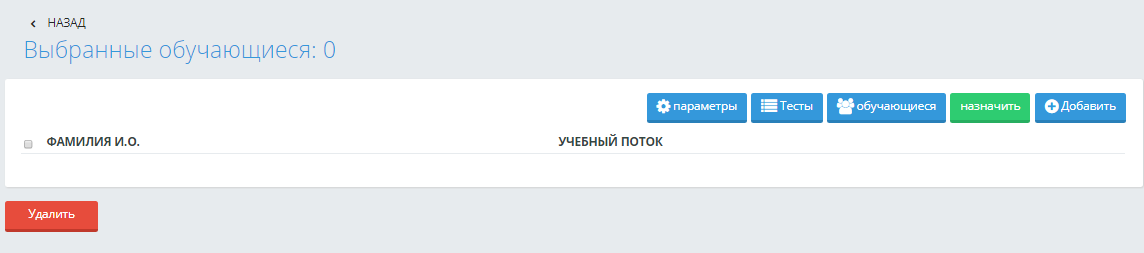 НАЗАД
Выбранные обучающиеся: 0
параметры Тесты обучающиеся назначить Добавить
ФАМИЛИЯ И.О. УЧЕБНЫЙ ПОТОК
Удалить